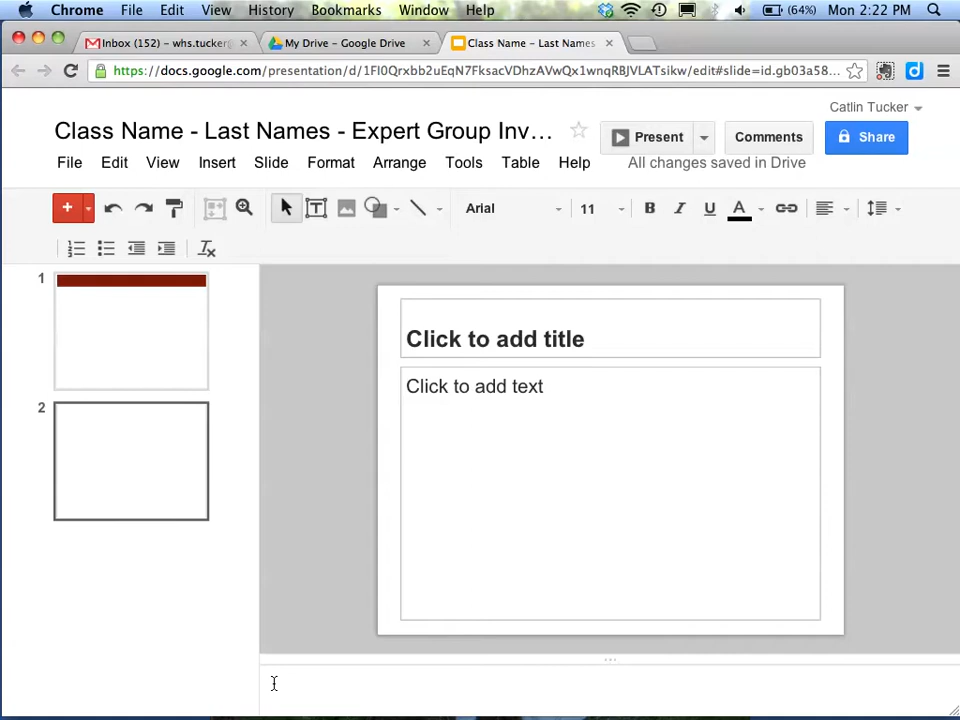 Chrome File Edit View History Bookmarks Window Help (64%) Mon 2:22 PM
Inbox (152) – whs.tucker@ My Drive – Google Drive Class Name – Last Names
https://docs.google.com/presentation/d/1Fl0Qrxbb2uEqN7FksacVDhzAVwQx1wnqRBJVLATsikw/edit#slide=id.gb03a58...
Catlin Tucker
Class Name - Last Names - Expert Group Inv...
Present Comments Share
File Edit View Insert Slide Format Arrange Tools Table Help All changes saved in Drive
Arial 11 B I U A
1
2
Click to add title
Click to add text